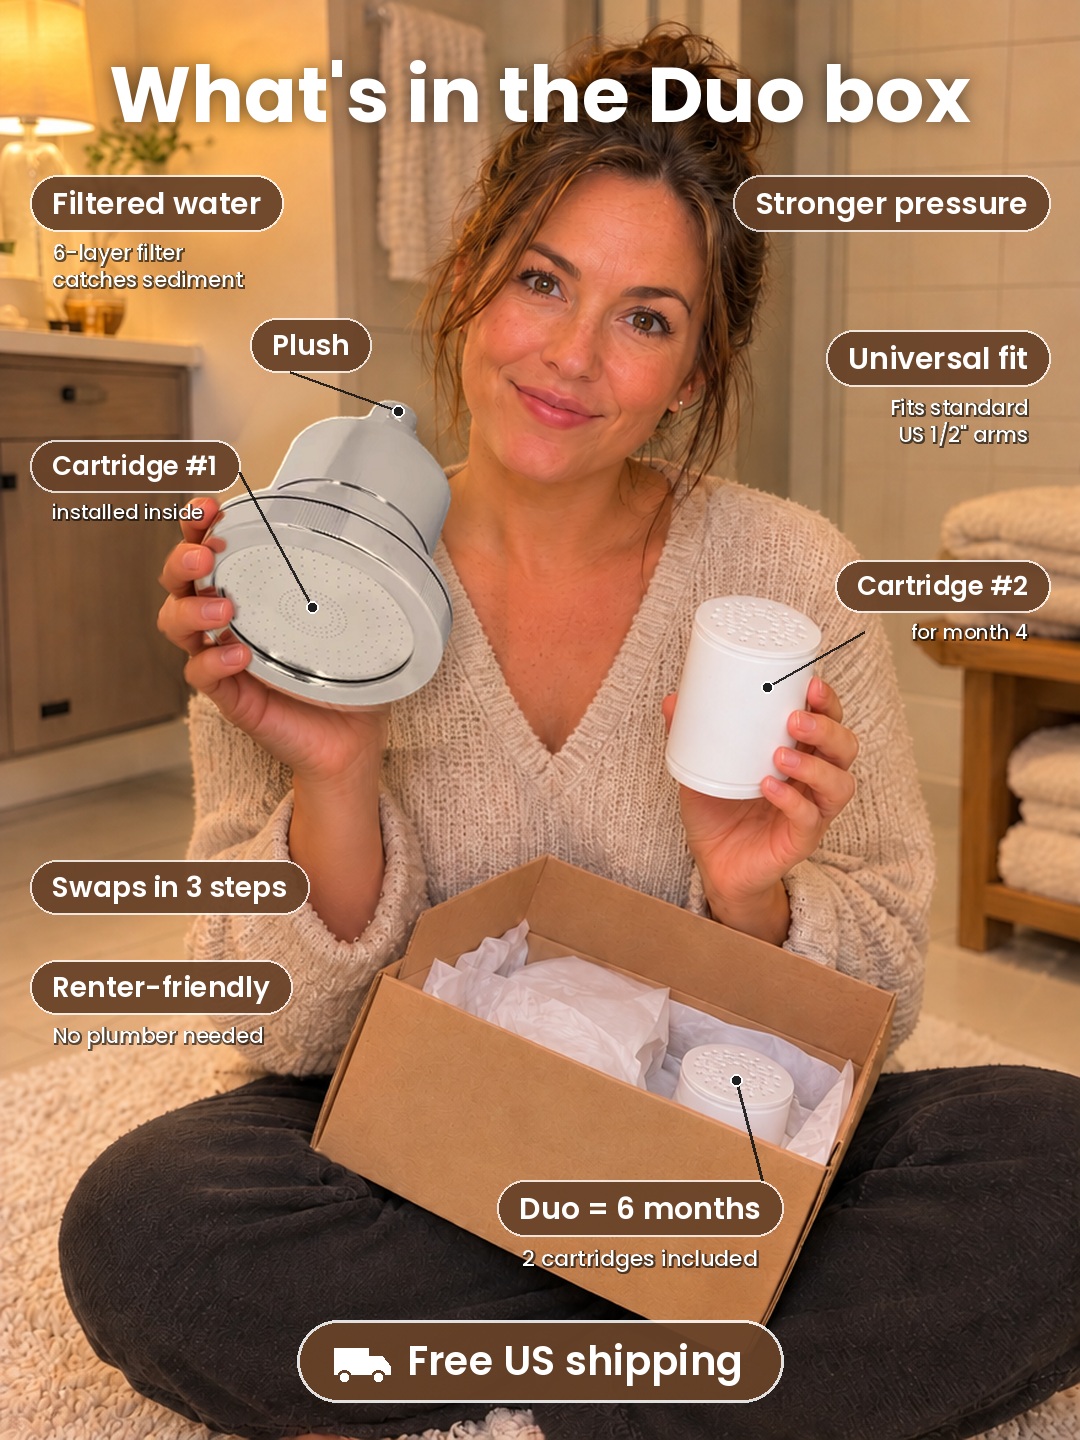 What's in the Duo box
Filtered water
6-layer filter
catches sediment
Stronger pressure
Plush
Universal fit
Fits standard
US 1/2" arms
Cartridge #1
installed inside
Cartridge #2
for month 4
Swaps in 3 steps
Renter-friendly
No plumber needed
Duo = 6 months
2 cartridges included
Free US shipping